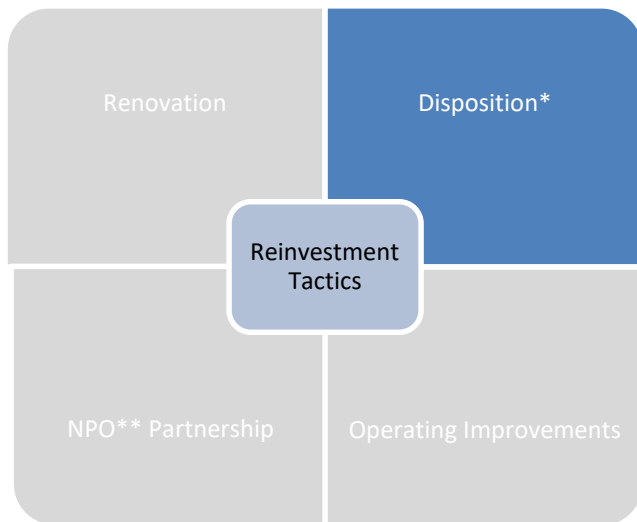 Renovation
Disposition*
Reinvestment
Tactics
NPO** Partnership
Operating Improvements